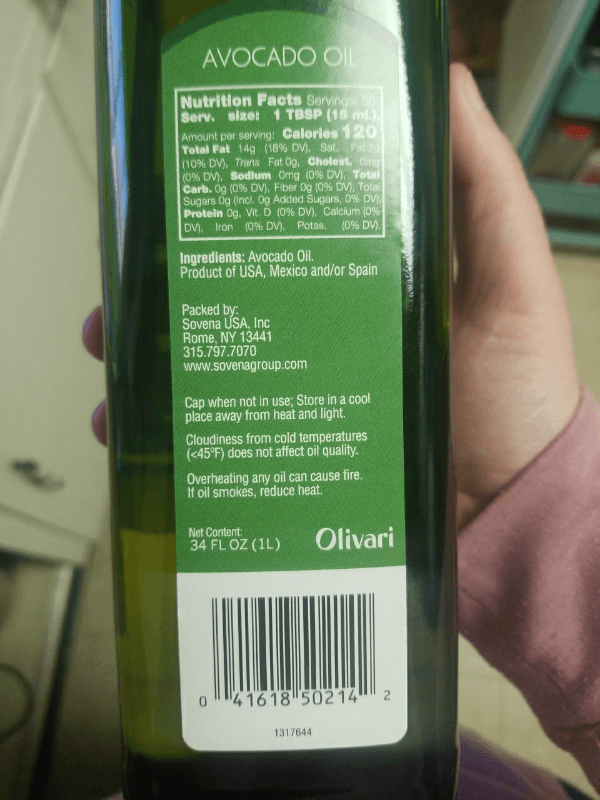 AVOCADO OIL
Nutrition Facts Servings: 68
Serv. size: 1 TBSP (15 mL),
Amount per serving: Calories 120
Total Fat 14g (18% DV), Sat. Fat 2g
(10% DV), Trans Fat 0g, Cholest. 0mg
(0% DV), Sodium 0mg (0% DV), Total
Carb. 0g (0% DV), Fiber 0g (0% DV), Total
Sugars 0g (Incl. 0g Added Sugars, 0% DV),
Protein 0g, Vit. D (0% DV), Calcium (0%
DV), Iron (0% DV), Potas. (0% DV).
Ingredients: Avocado Oil.
Product of USA, Mexico and/or Spain
Packed by:
Sovena USA, Inc
Rome, NY 13441
315.797.7070
www.sovenagroup.com
Cap when not in use; Store in a cool
place away from heat and light.
Cloudiness from cold temperatures
(<45°F) does not affect oil quality.
Overheating any oil can cause fire.
If oil smokes, reduce heat.
Net Content:
34 FL OZ (1L)
Olivari
0 41618 50214 2
1317644